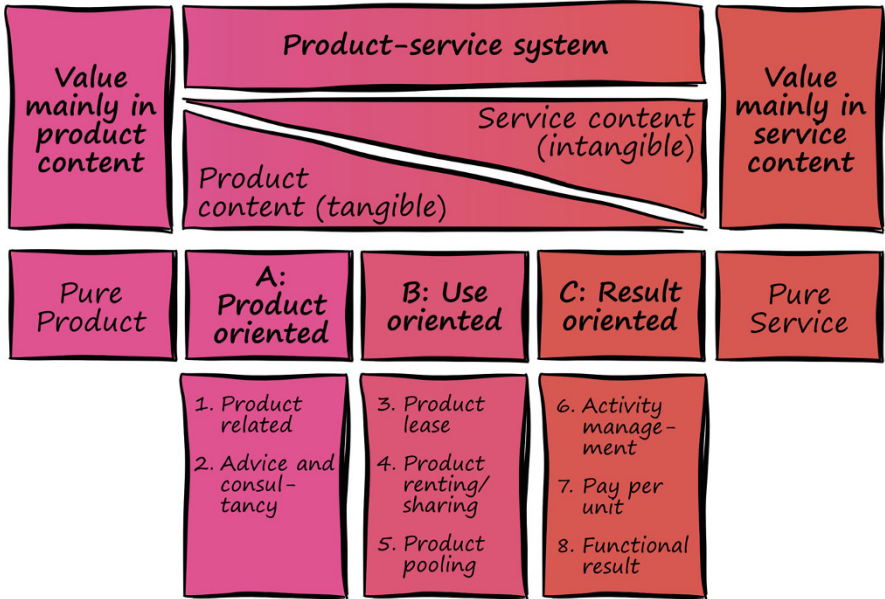 Value
mainly in
product
content
Product-service system
Service content
(intangible)
Product
content (tangible)
Value
mainly in
service
content
Pure
Product
A:
Product
oriented
B: Use
oriented
C: Result
oriented
Pure
Service
1. Product
related
2. Advice and
consul-
tancy
3. Product
lease
4. Product
renting/
sharing
5. Product
pooling
6. Activity
manage-
ment
7. Pay per
unit
8. Functional
result